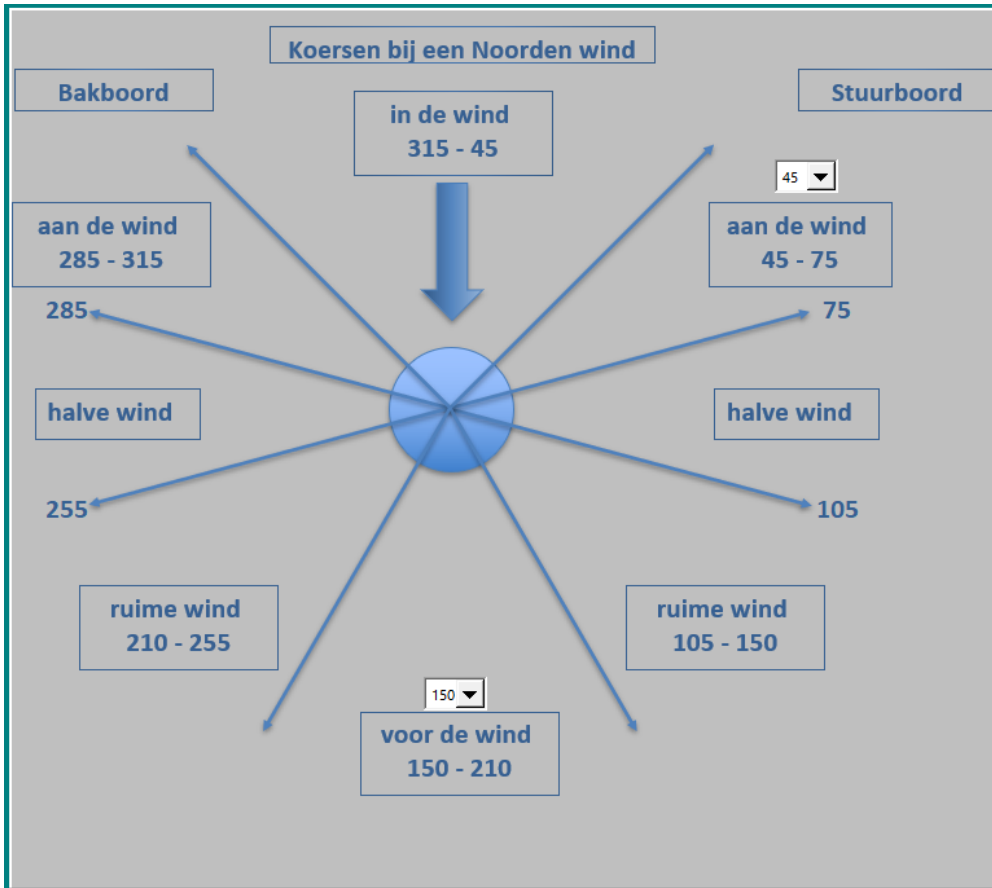 Koersen bij een Noorden wind
Bakboord
Stuurboord
in de wind
315 - 45
45
aan de wind
285 - 315
aan de wind
45 - 75
285
75
halve wind
halve wind
255
105
ruime wind
210 - 255
ruime wind
105 - 150
150
voor de wind
150 - 210